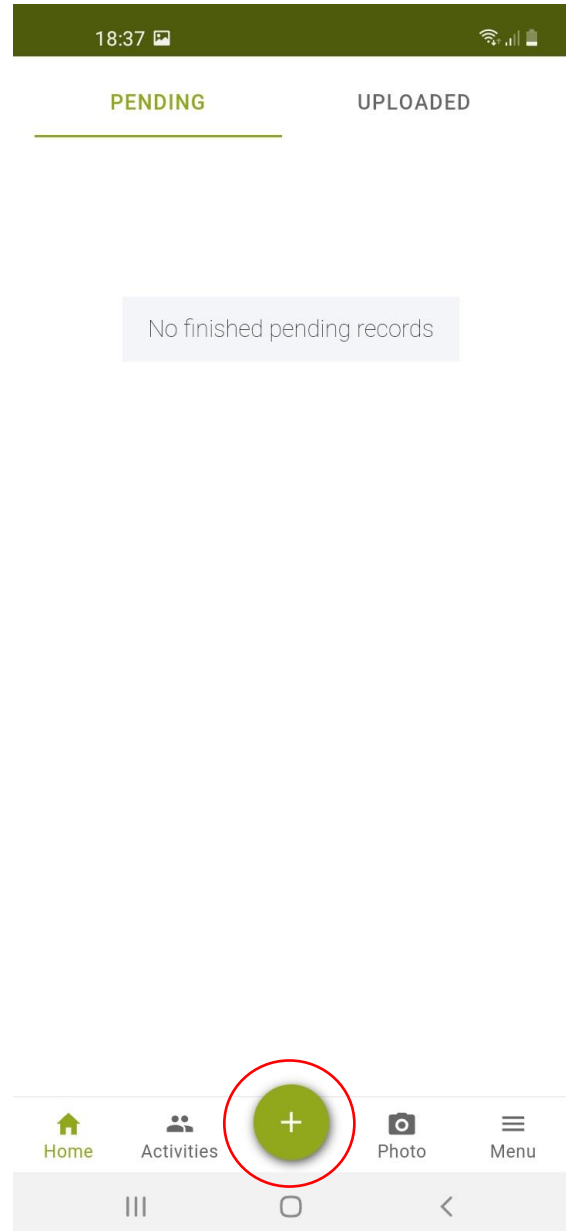 18:37
PENDING UPLOADED
No finished pending records
Home Activities + Photo Menu